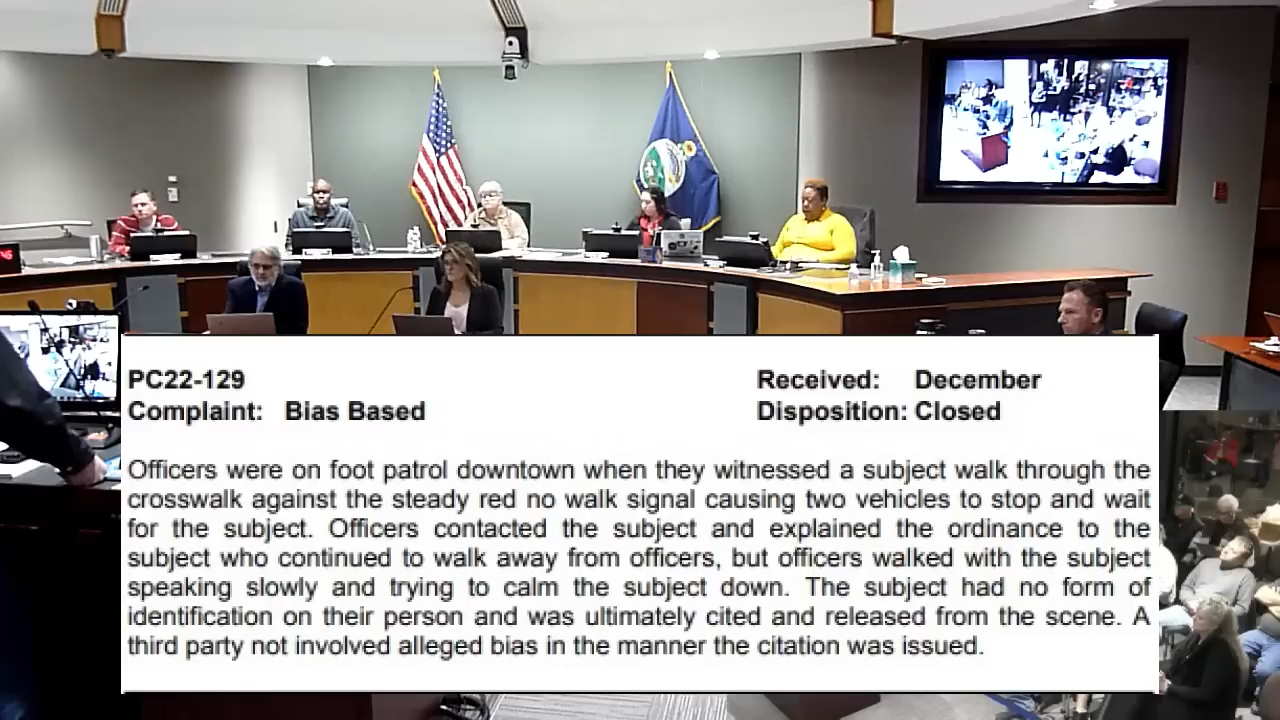 PC22-129 Received: December
Complaint: Bias Based Disposition: Closed
Officers were on foot patrol downtown when they witnessed a subject walk through the
crosswalk against the steady red no walk signal causing two vehicles to stop and wait
for the subject. Officers contacted the subject and explained the ordinance to the
subject who continued to walk away from officers, but officers walked with the subject
speaking slowly and trying to calm the subject down. The subject had no form of
identification on their person and was ultimately cited and released from the scene. A
third party not involved alleged bias in the manner the citation was issued.